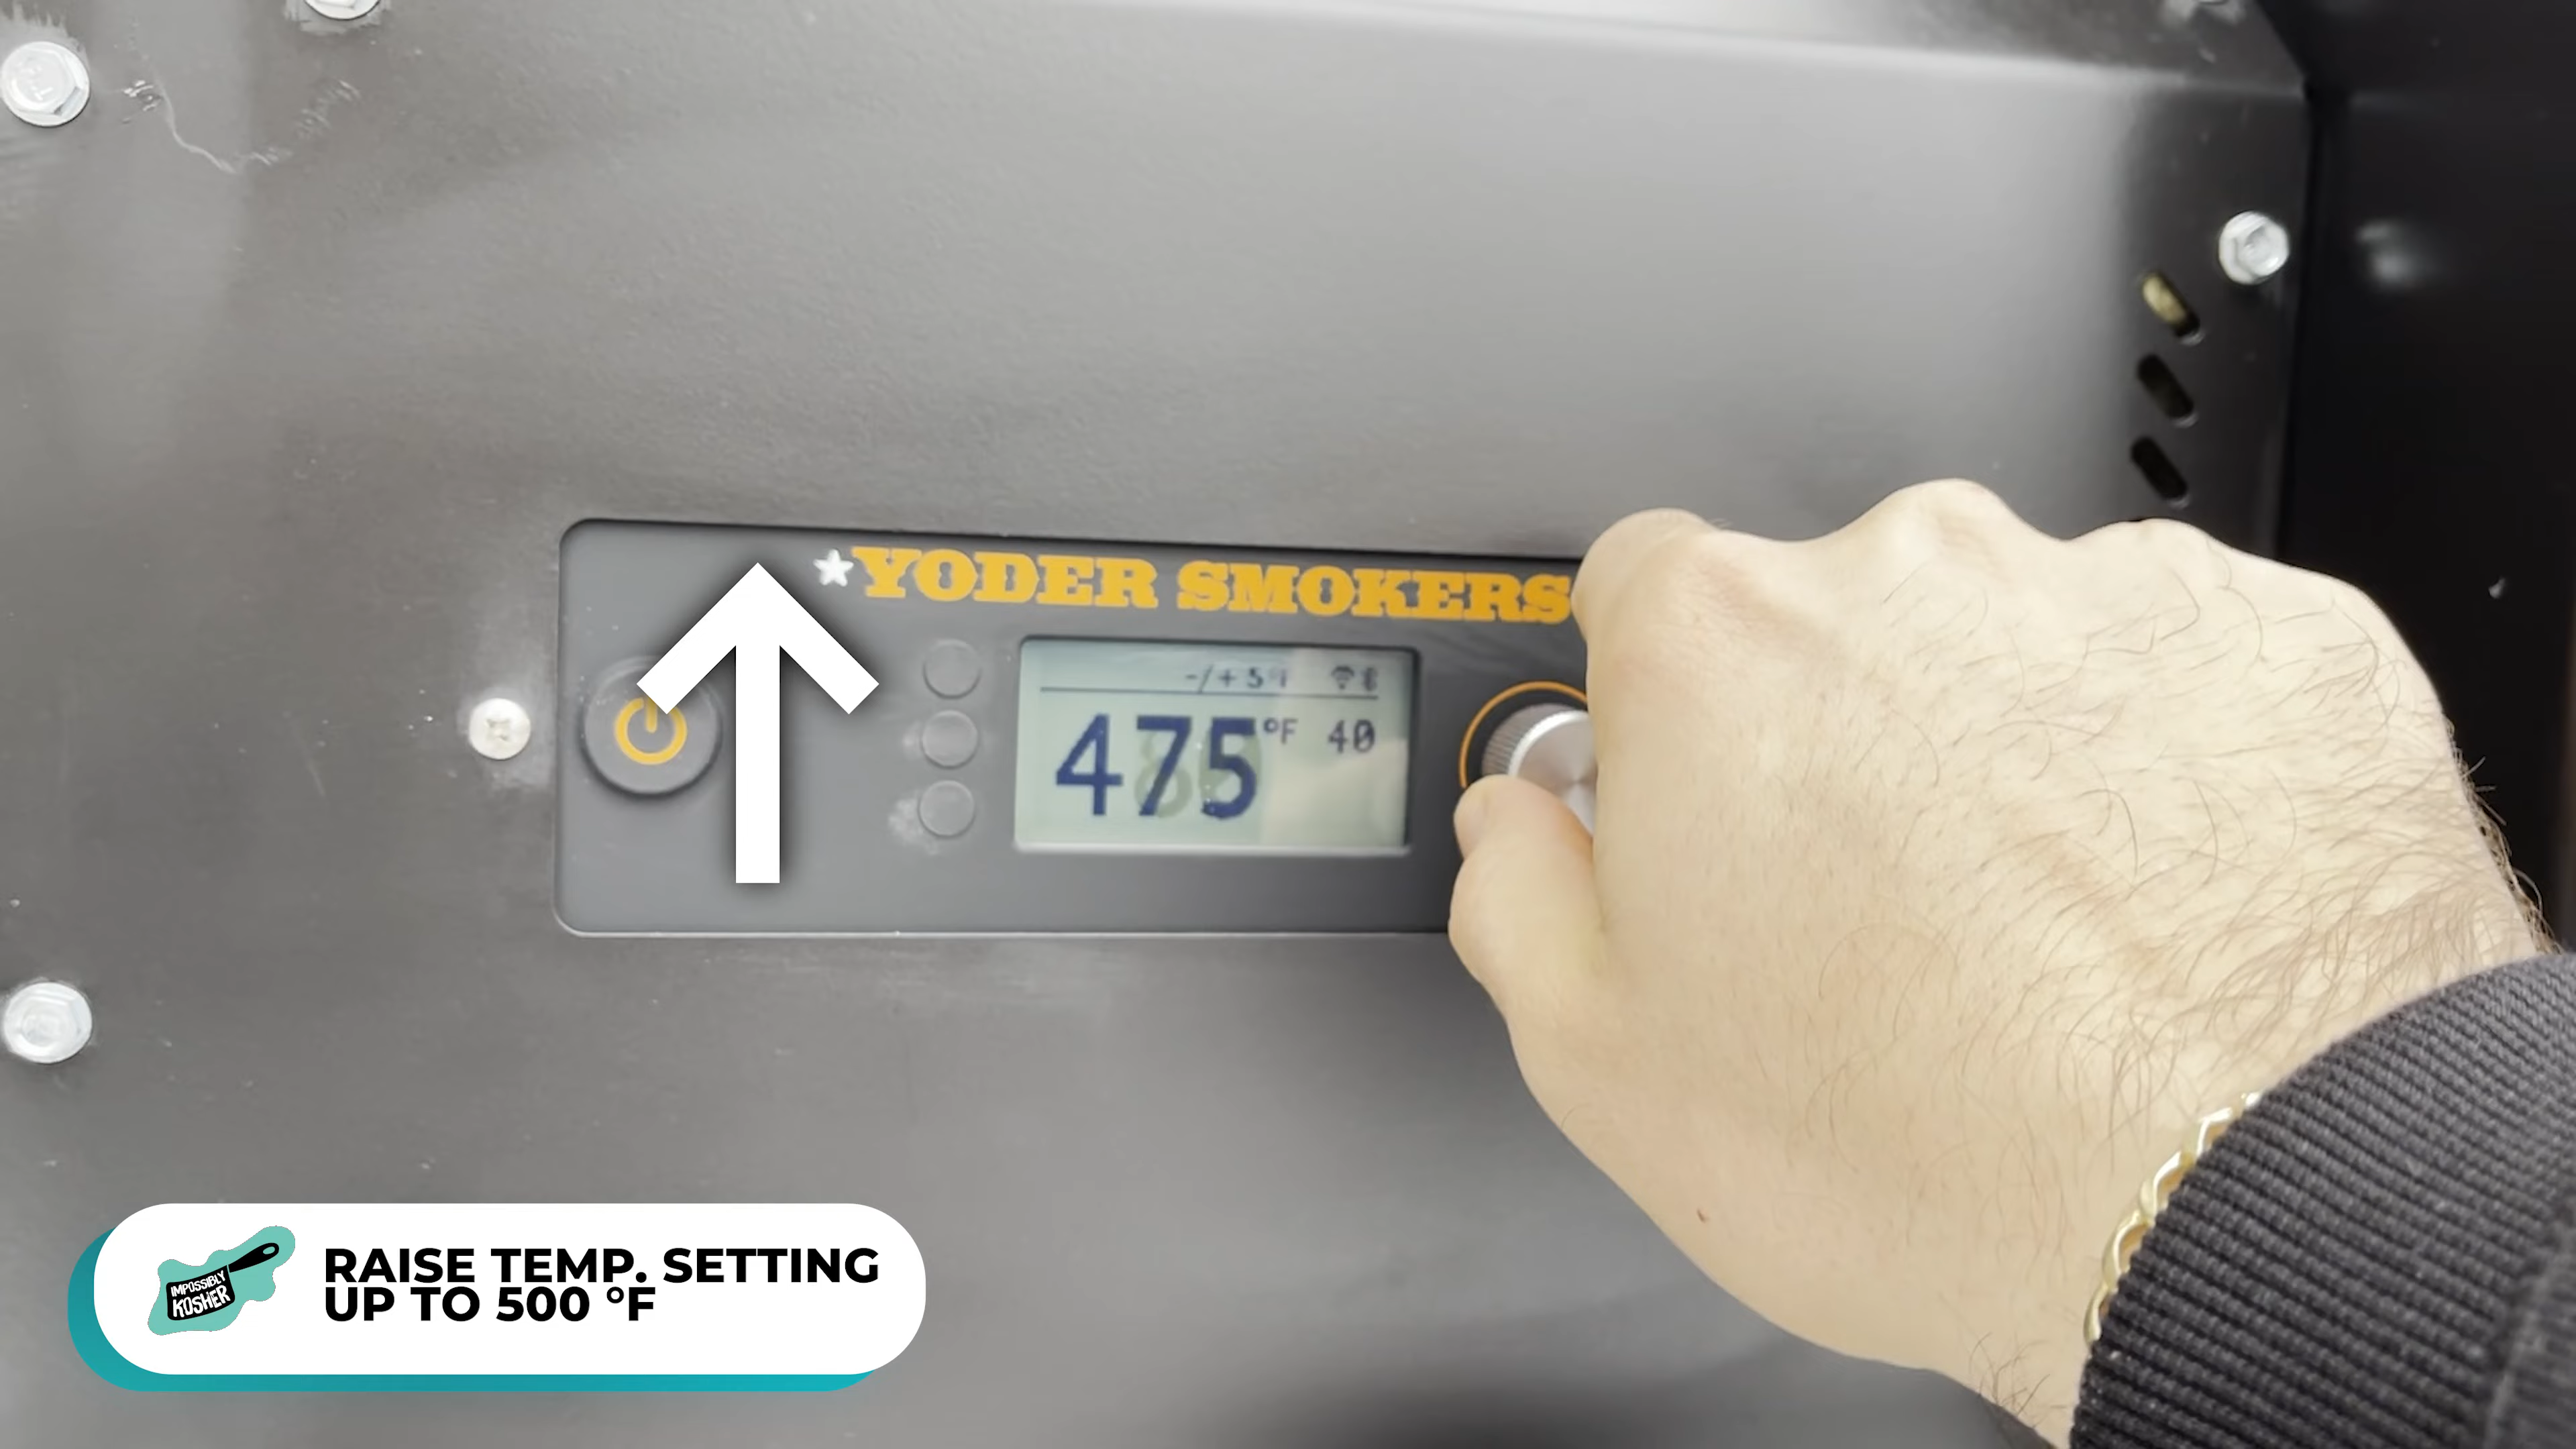 ★YODER SMOKERS
-/+ 5°F
475°F 40
IMPOSSIBLY
KOSHER
RAISE TEMP. SETTING
UP TO 500 °F